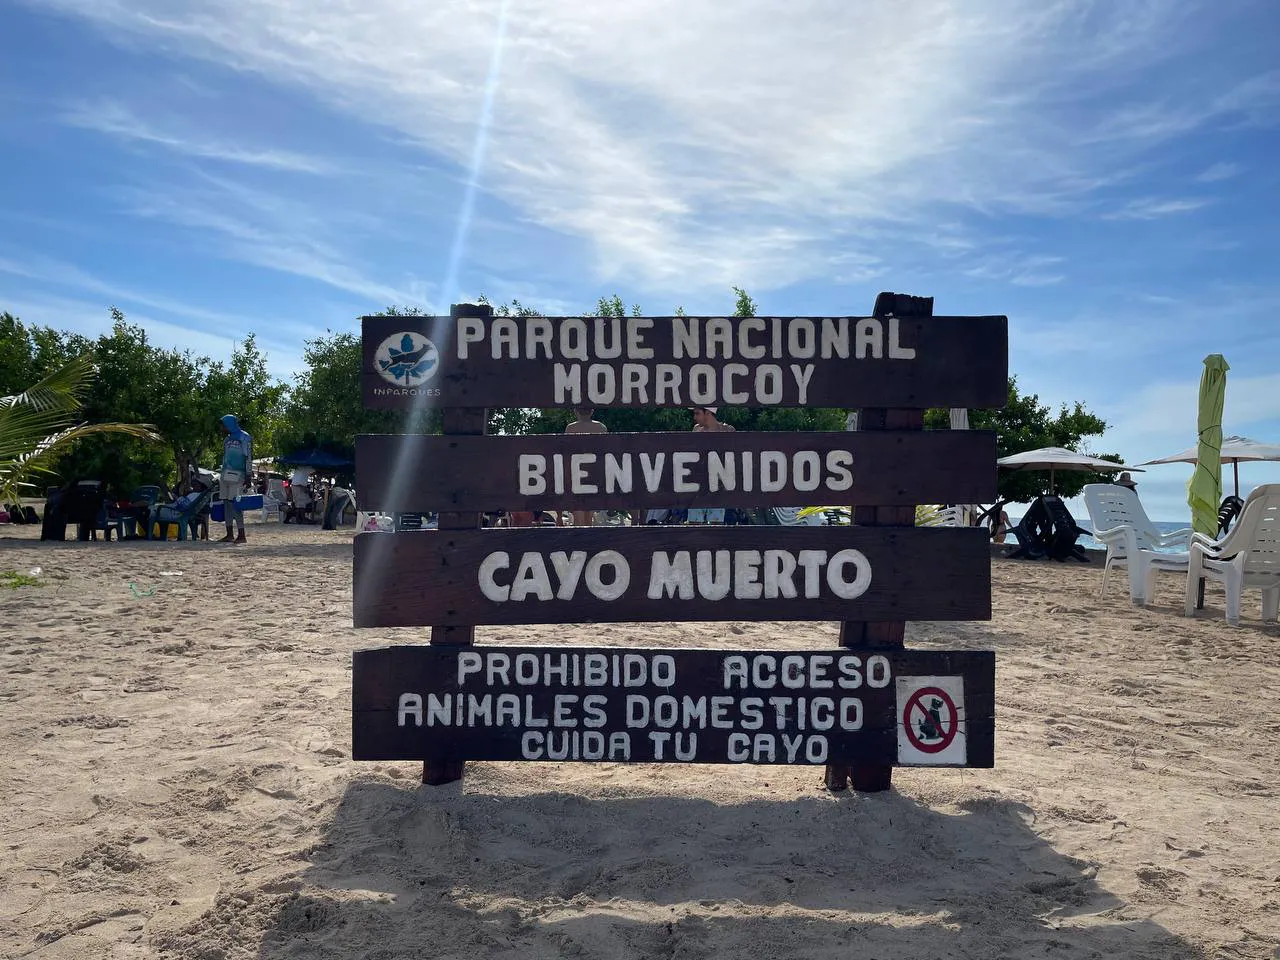 PARQUE NACIONAL
MORROCOY
INPARQUES
BIENVENIDOS
CAYO MUERTO
PROHIBIDO ACCESO
ANIMALES DOMESTICO
CUIDA TU CAYO